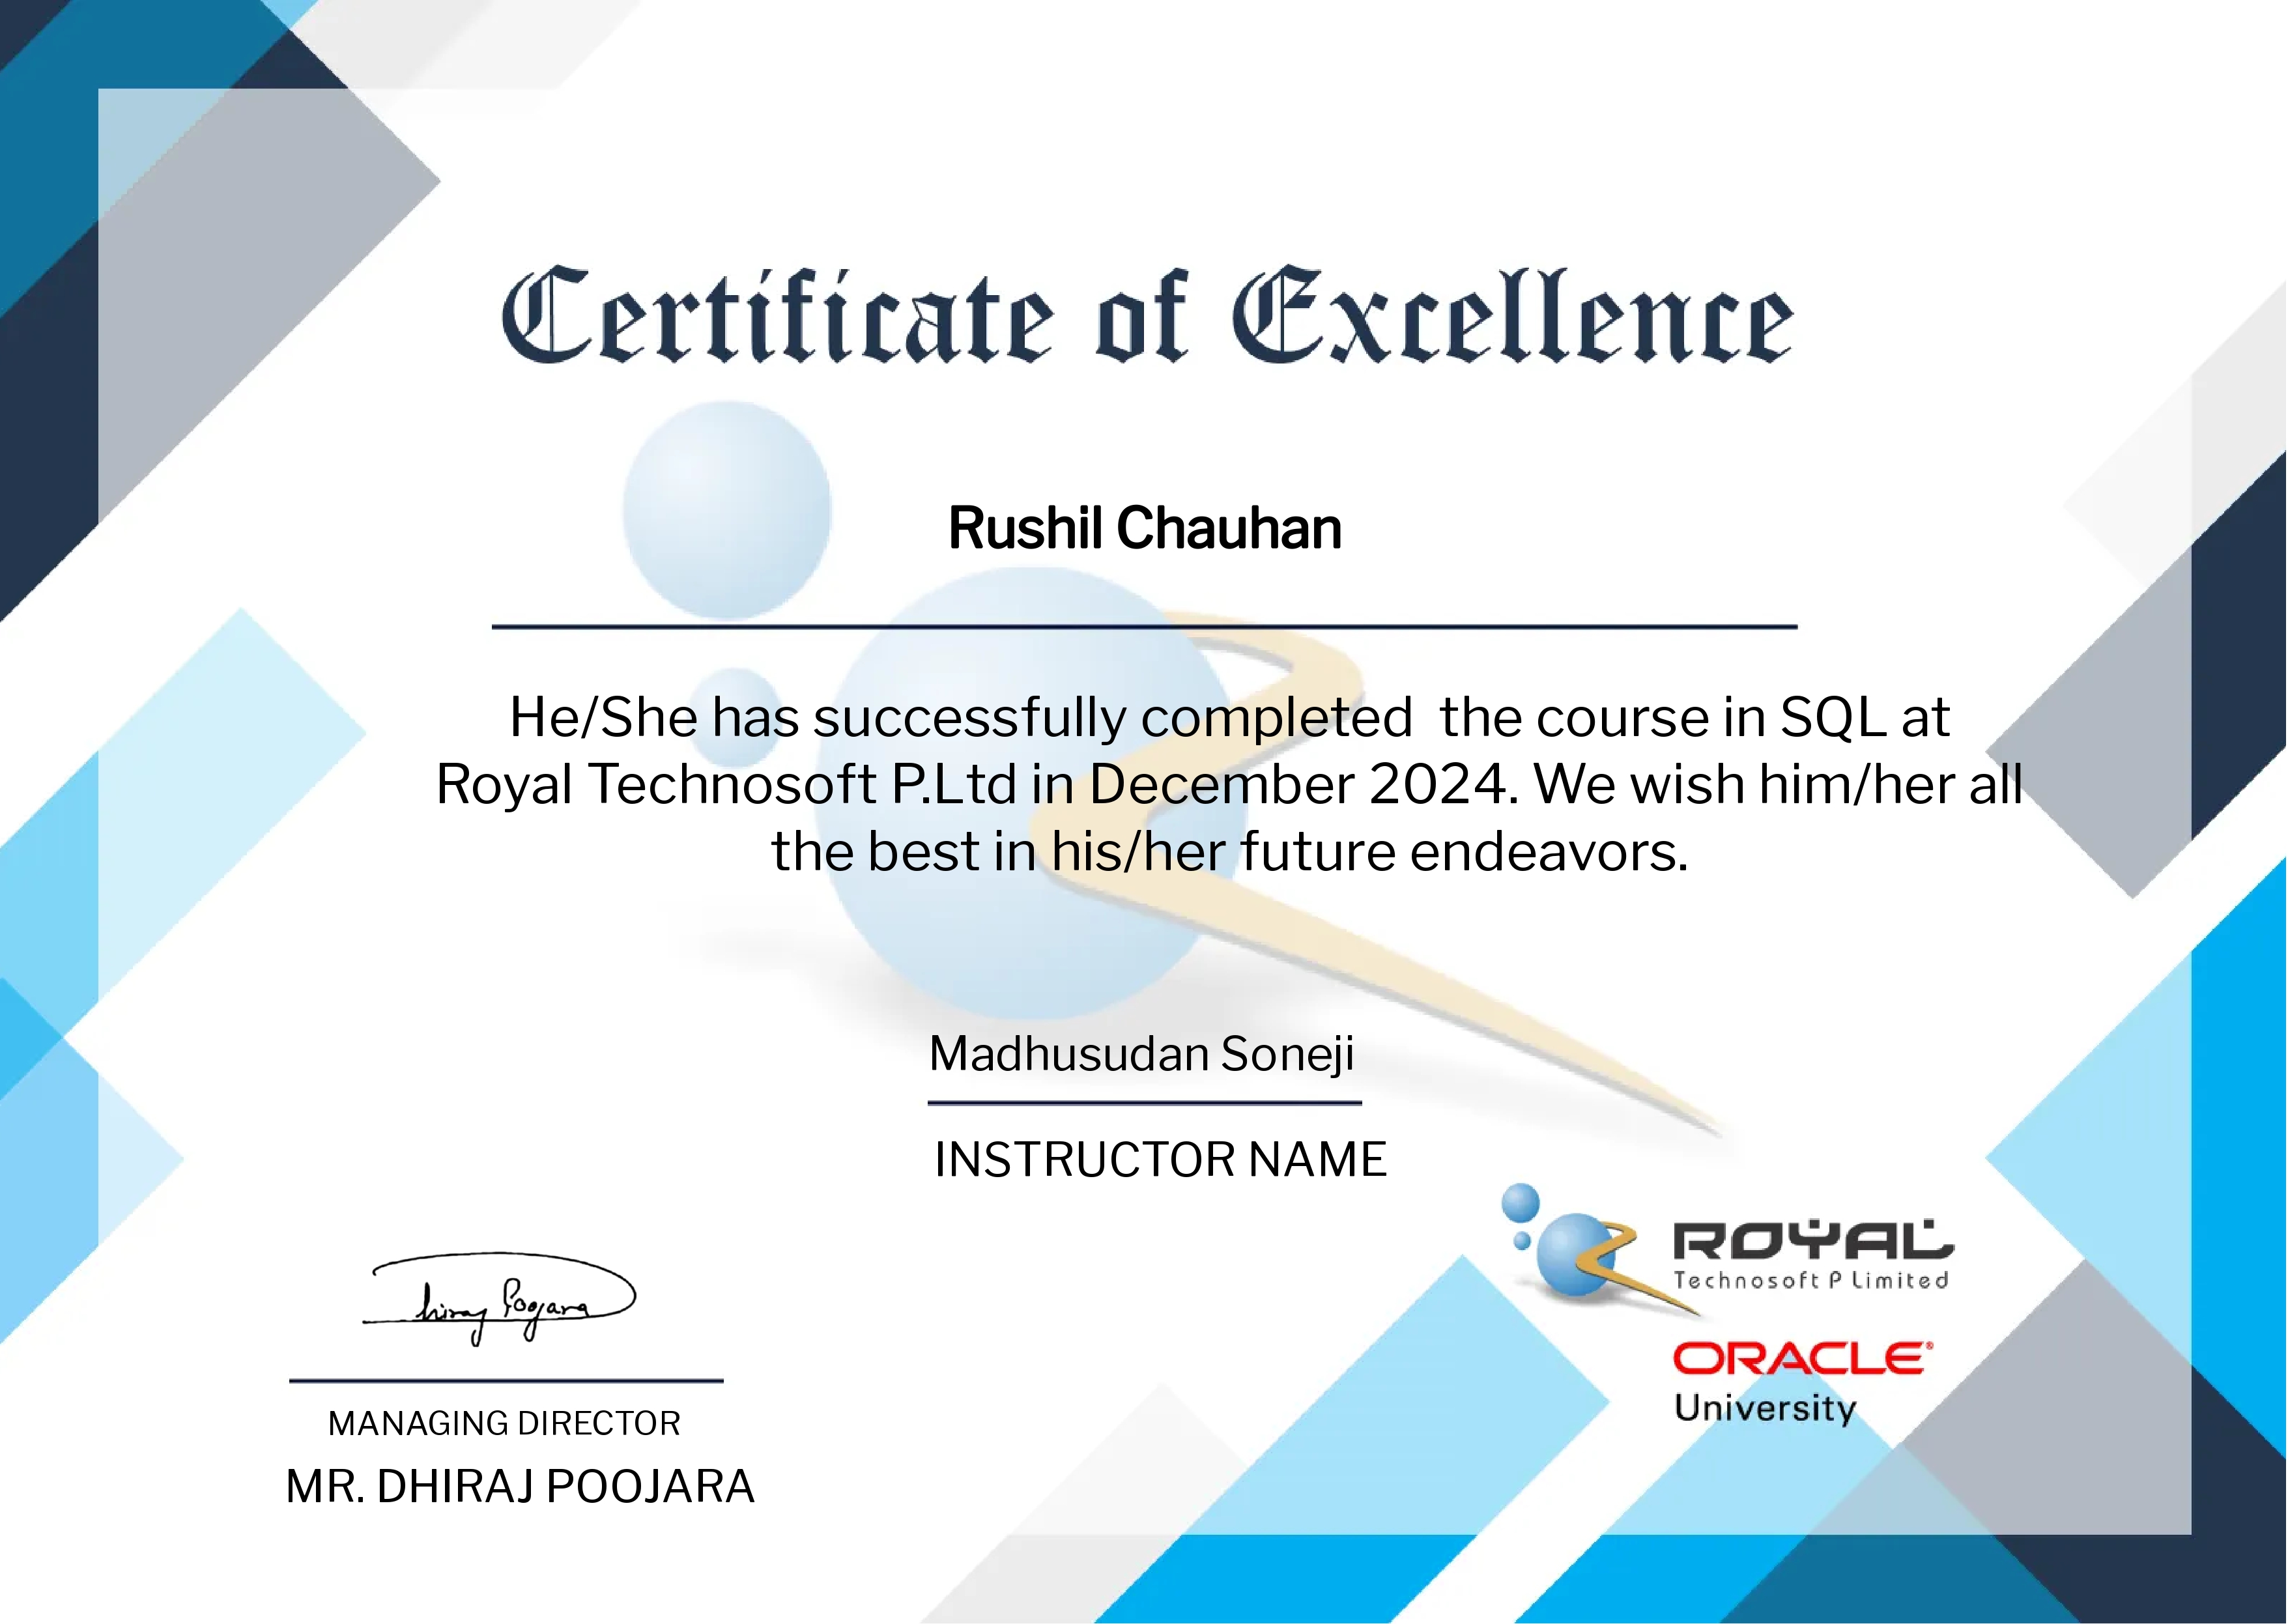 Certificate of Excellence
Rushil Chauhan
He/She has successfully completed  the course in SQL at
Royal Technosoft P.Ltd in December 2024. We wish him/her all
the best in his/her future endeavors.
Madhusudan Soneji
INSTRUCTOR NAME
ROYAL
Technosoft P Limited
ORACLE®
University
Dhiraj Poojara
MANAGING DIRECTOR
MR. DHIRAJ POOJARA